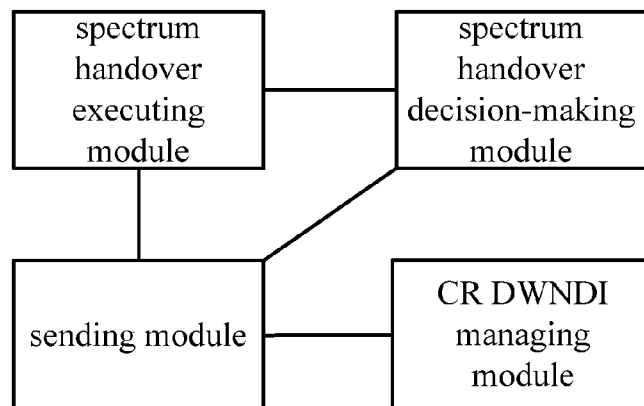 spectrum
handover
executing
module
spectrum
handover
decision-making
module
sending module
CR DWNDI
managing
module